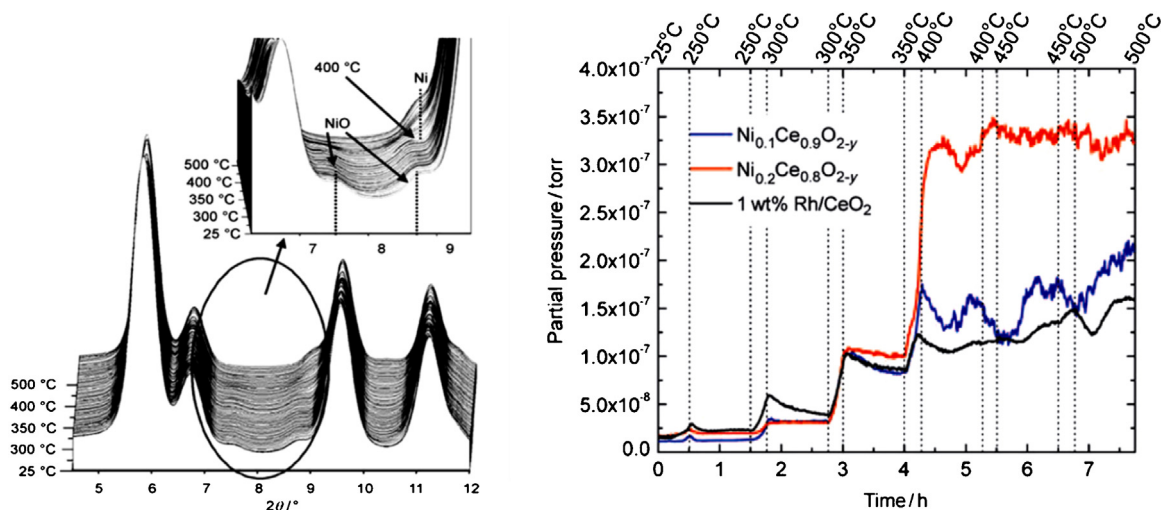 400 °C
Ni
NiO
500 °C
400 °C
350 °C
300 °C
25 °C
7 8 9
500 °C
400 °C
350 °C
300 °C
25 °C
5 6 7 8 9 10 11 12
2θ/°
25°C 250°C 250°C 300°C 300°C 350°C 350°C 400°C 400°C 450°C 450°C 500°C 500°C
4.0x10⁻⁷
3.5x10⁻⁷
3.0x10⁻⁷
2.5x10⁻⁷
2.0x10⁻⁷
1.5x10⁻⁷
1.0x10⁻⁷
5.0x10⁻⁸
0.0
Partial pressure / torr
Ni₀.₁Ce₀.₉O₂₋y
Ni₀.₂Ce₀.₈O₂₋y
1 wt% Rh/CeO₂
0 1 2 3 4 5 6 7
Time / h